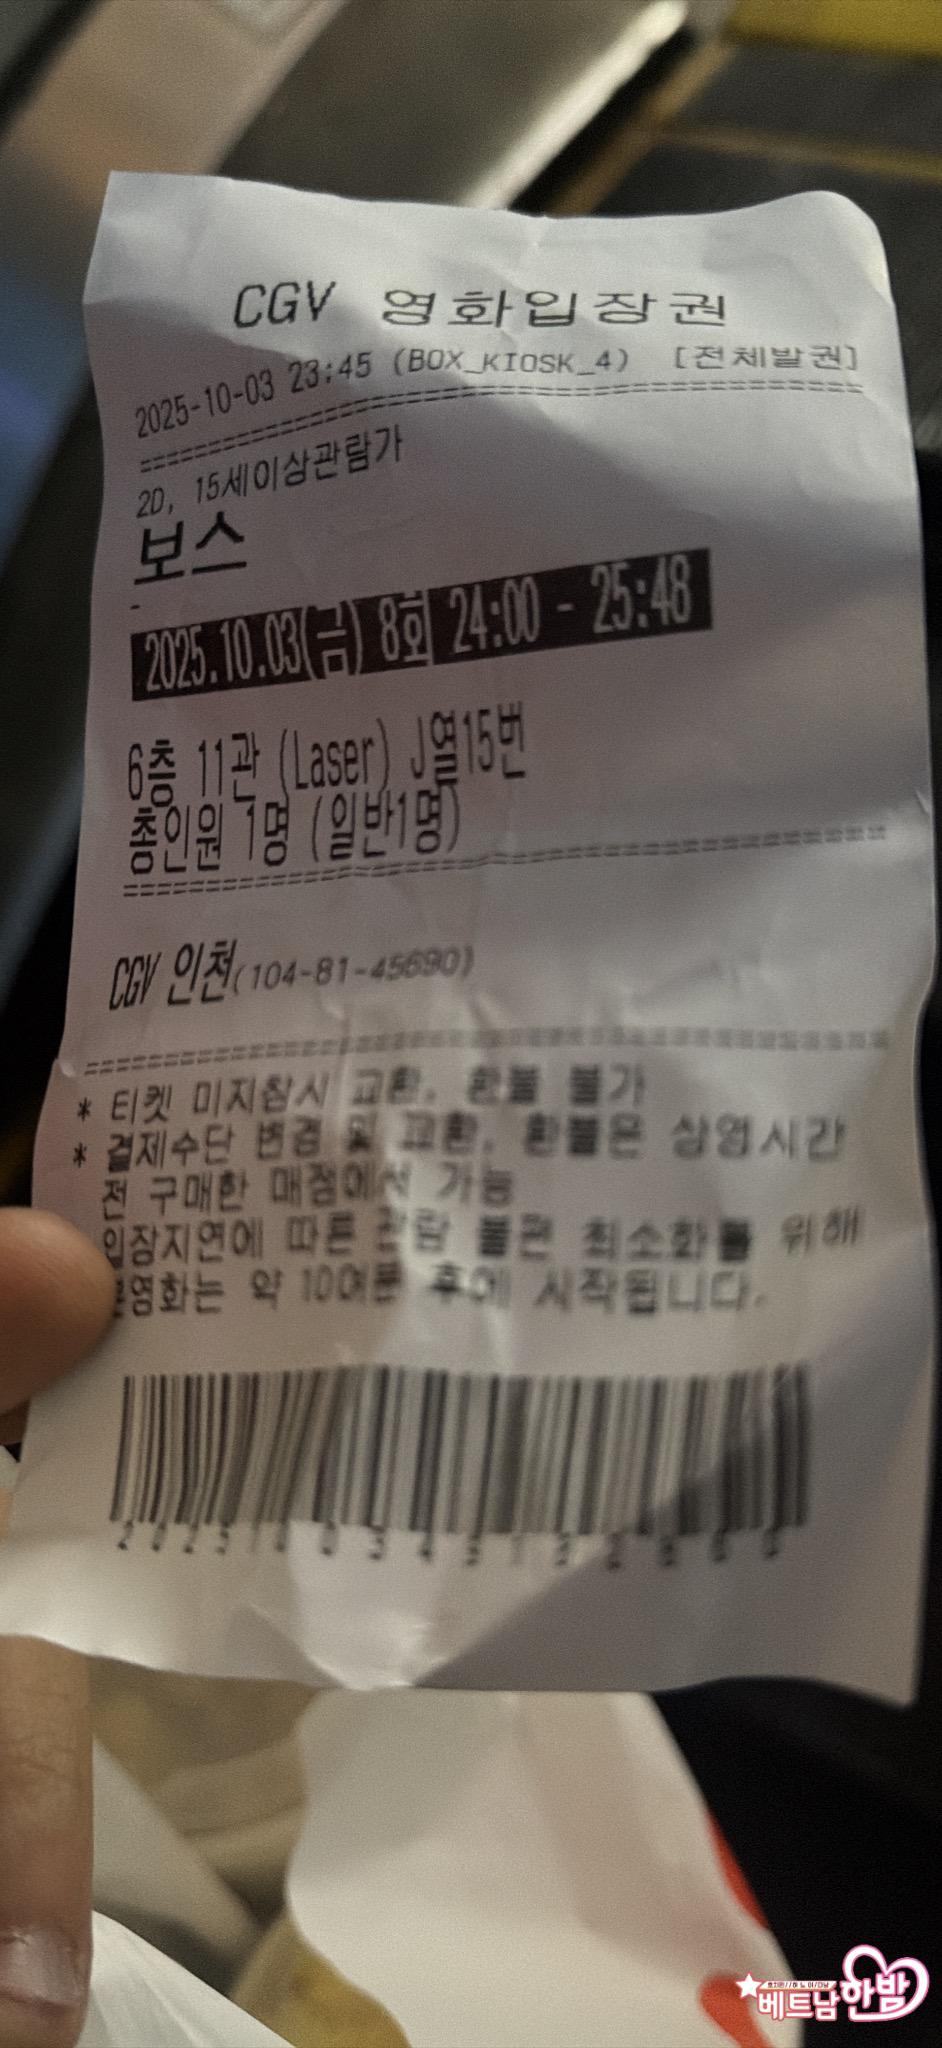 CGV 영화입장권
2025-10-03 23:45 (BOX_KIOSK_4) [전체발권]
================================
2D, 15세이상관람가
보스
-
2025.10.03(금) 8회 24:00 - 25:48
6층 11관 (Laser) J열15번
총인원 1명 (일반1명)
================================
CGV 인천(104-81-45690)
================================
* 티켓 미지참시 교환, 환불 불가
* 결제수단 변경 및 교환, 환불은 상영시간
전 구매한 매점에서 가능
입장지연에 따른 관람 불편 최소화를 위해
영화는 약 10여분 후에 시작됩니다.
베트남한밤